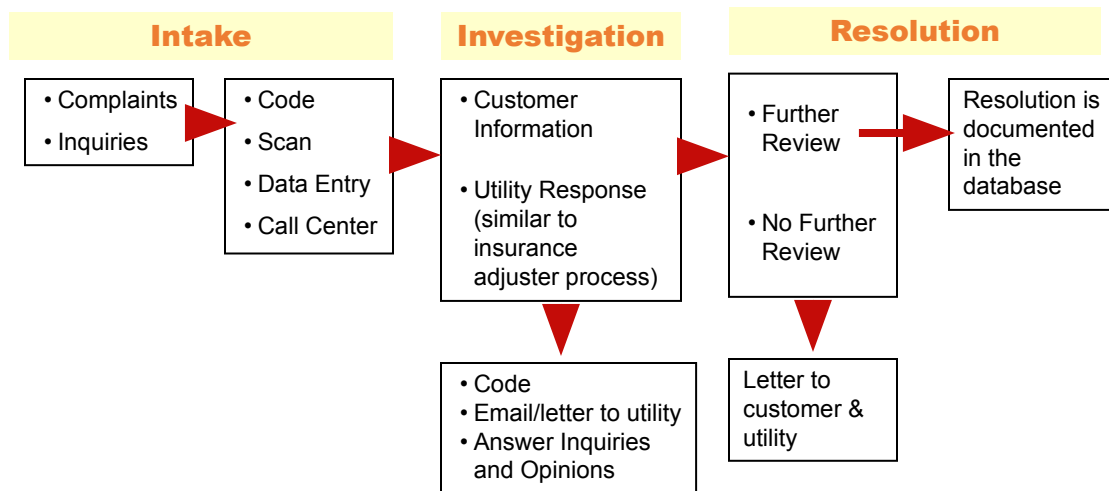 Intake
Investigation
Resolution
• Complaints
• Inquiries
• Code
• Scan
• Data Entry
• Call Center
• Customer
Information
• Utility Response
(similar to
insurance
adjuster process)
• Further
Review
• No Further
Review
Resolution is
documented
in the
database
• Code
• Email/letter to utility
• Answer Inquiries
and Opinions
Letter to
customer &
utility